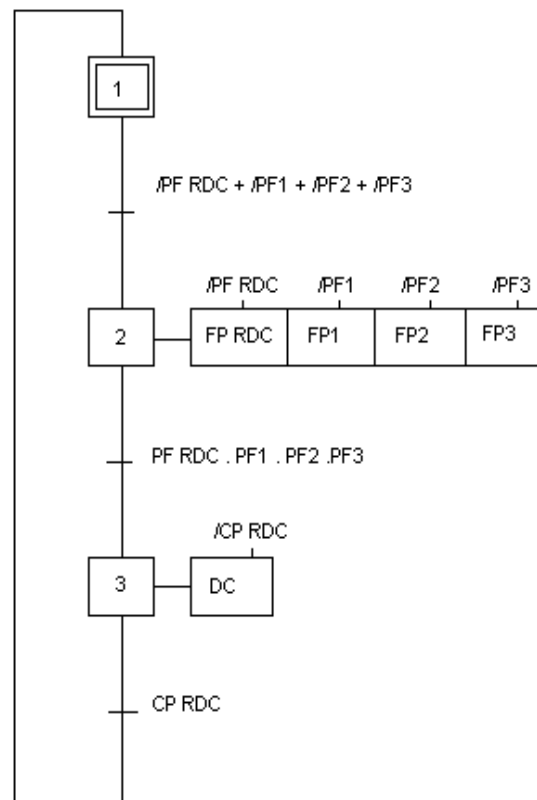 1
/PF RDC + /PF1 + /PF2 + /PF3
/PF RDC /PF1 /PF2 /PF3
2 FP RDC FP1 FP2 FP3
PF RDC . PF1 . PF2 .PF3
/CP RDC
3 DC
CP RDC